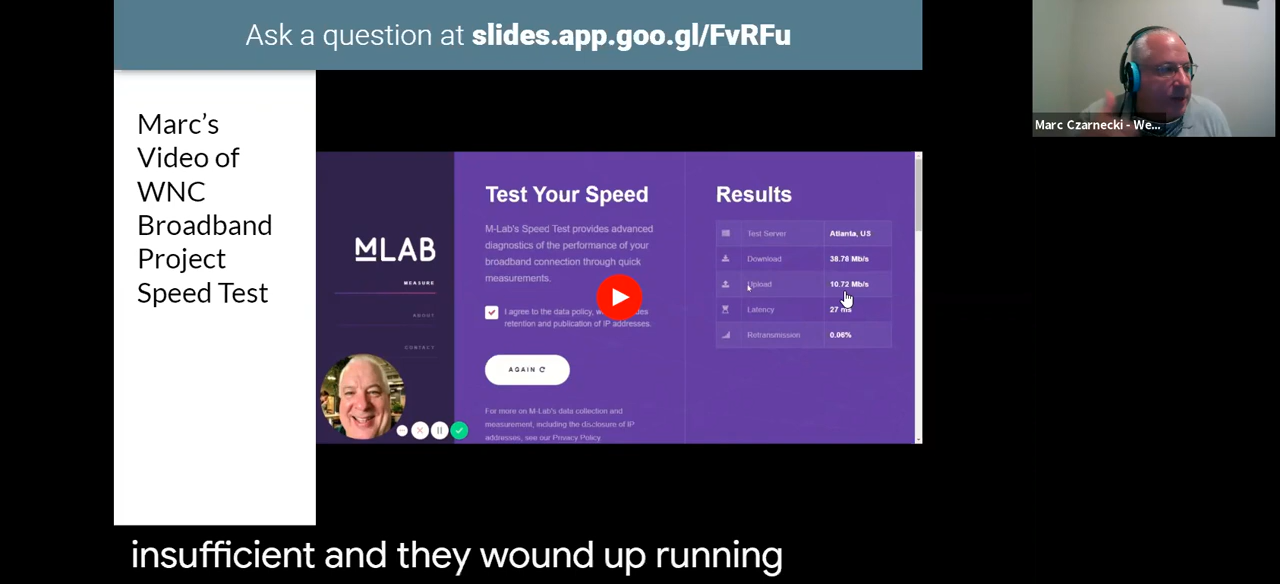 Ask a question at slides.app.goo.gl/FvRFu
Marc Czarnecki - We...
Marc's
Video of
WNC
Broadband
Project
Speed Test
MLAB
MEASURE
ABOUT
CONTACT
Test Your Speed
M-Lab's Speed Test provides advanced
diagnostics of the performance of your
broadband connection through quick
measurements.
I agree to the data policy, w des
retention and publication of IP addresses.
AGAIN
For more on M-Lab's data collection and
measurement, including the disclosure of IP
addresses, see our Privacy Policy
Results
Test Server Atlanta, US
Download 38.76 Mb/s
Upload 10.72 Mb/s
Latency 27 ms
Retransmission 0.06%
insufficient and they wound up running